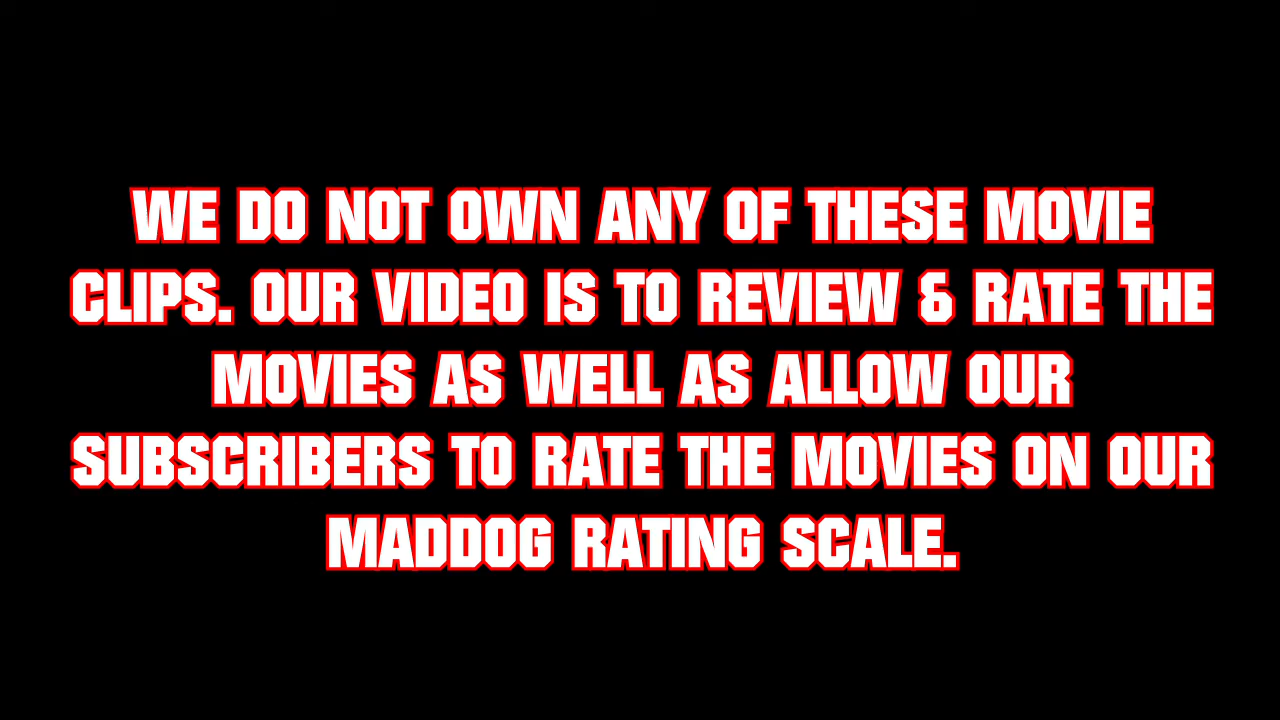 WE DO NOT OWN ANY OF THESE MOVIE
CLIPS. OUR VIDEO IS TO REVIEW & RATE THE
MOVIES AS WELL AS ALLOW OUR
SUBSCRIBERS TO RATE THE MOVIES ON OUR
MADDOG RATING SCALE.